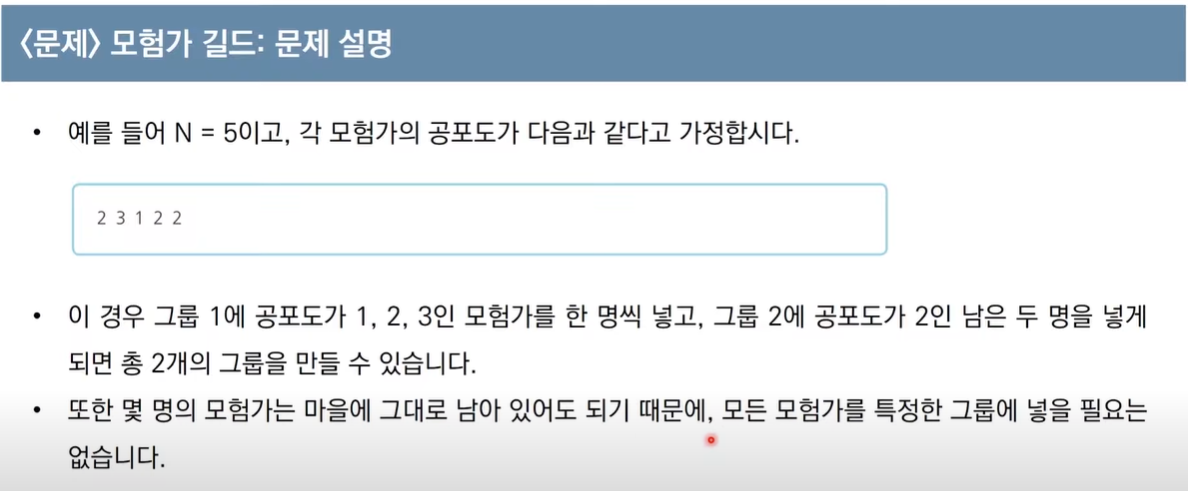 〈문제〉 모험가 길드: 문제 설명
• 예를 들어 N = 5이고, 각 모험가의 공포도가 다음과 같다고 가정합시다.
2 3 1 2 2
• 이 경우 그룹 1에 공포도가 1, 2, 3인 모험가를 한 명씩 넣고, 그룹 2에 공포도가 2인 남은 두 명을 넣게
되면 총 2개의 그룹을 만들 수 있습니다.
• 또한 몇 명의 모험가는 마을에 그대로 남아 있어도 되기 때문에, 모든 모험가를 특정한 그룹에 넣을 필요는
없습니다.